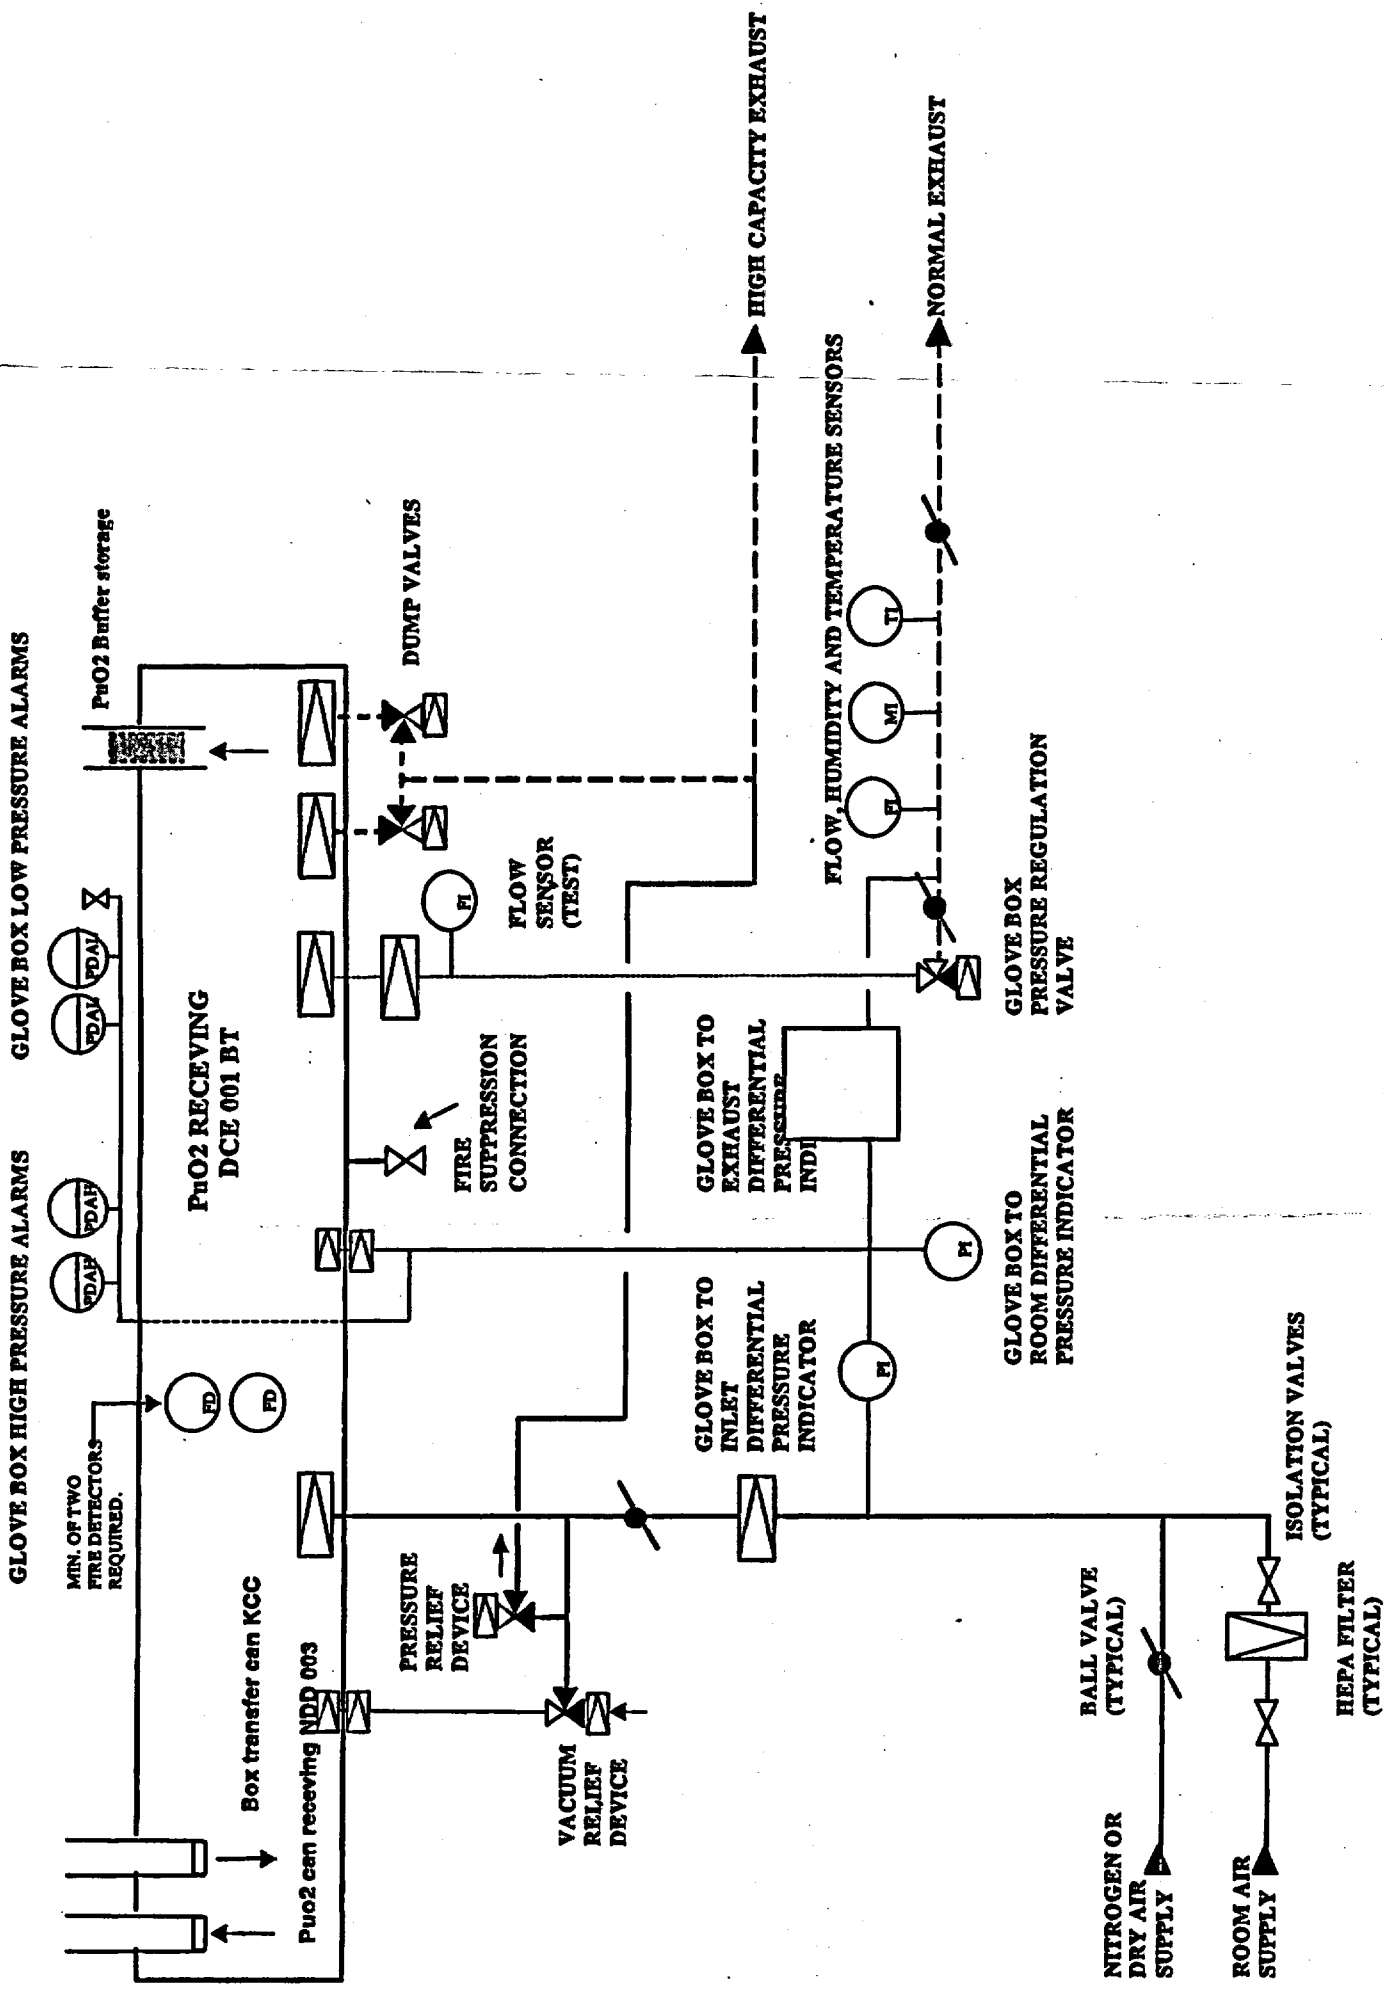 GLOVE BOX HIGH PRESSURE ALARMS
GLOVE BOX LOW PRESSURE ALARMS
MIN. OF TWO
FIRE DETECTORS
REQUIRED.
FD
FD
PDAH
PDAH
PDAL
PDAL
PuO2 Buffer storage
PuO2 RECEVING
DCE 001 BT
Box transfer can KCC
Puo2 can receving NDD 003
PRESSURE
RELIEF
DEVICE
VACUUM
RELIEF
DEVICE
FIRE
SUPPRESSION
CONNECTION
FI
FLOW
SENSOR
(TEST)
DUMP VALVES
HIGH CAPACITY EXHAUST
GLOVE BOX TO
INLET
DIFFERENTIAL
PRESSURE
INDICATOR
PI
GLOVE BOX TO
EXHAUST
DIFFERENTIAL
PRESSURE
INDI
FLOW, HUMIDITY AND TEMPERATURE SENSORS
FI
MI
TI
NORMAL EXHAUST
PI
GLOVE BOX TO
ROOM DIFFERENTIAL
PRESSURE INDICATOR
GLOVE BOX
PRESSURE REGULATION
VALVE
NITROGEN OR
DRY AIR
SUPPLY
BALL VALVE
(TYPICAL)
ROOM AIR
SUPPLY
ISOLATION VALVES
(TYPICAL)
HEPA FILTER
(TYPICAL)